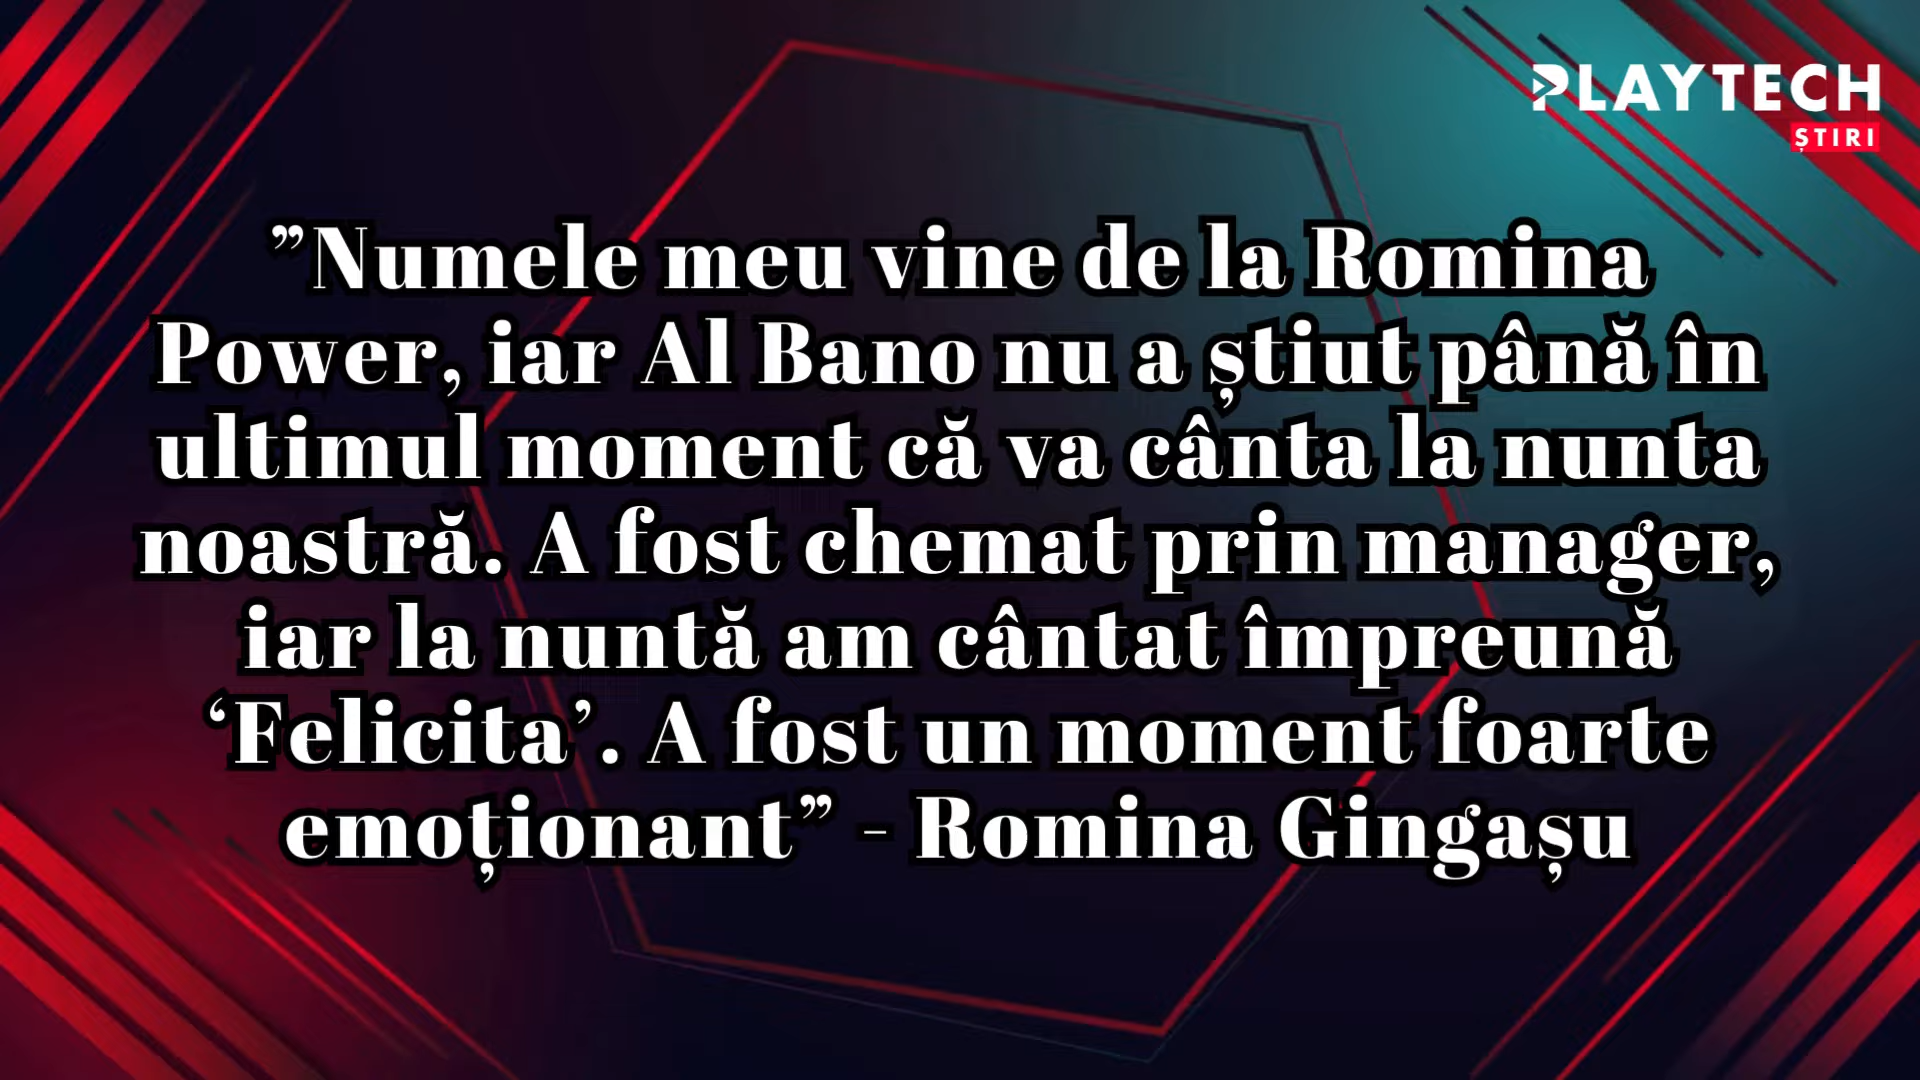 PLAYTECH
ȘTIRI
”Numele meu vine de la Romina
Power, iar Al Bano nu a știut până în
ultimul moment că va cânta la nunta
noastră. A fost chemat prin manager,
iar la nuntă am cântat împreună
‘Felicita’. A fost un moment foarte
emoționant” - Romina Gingașu